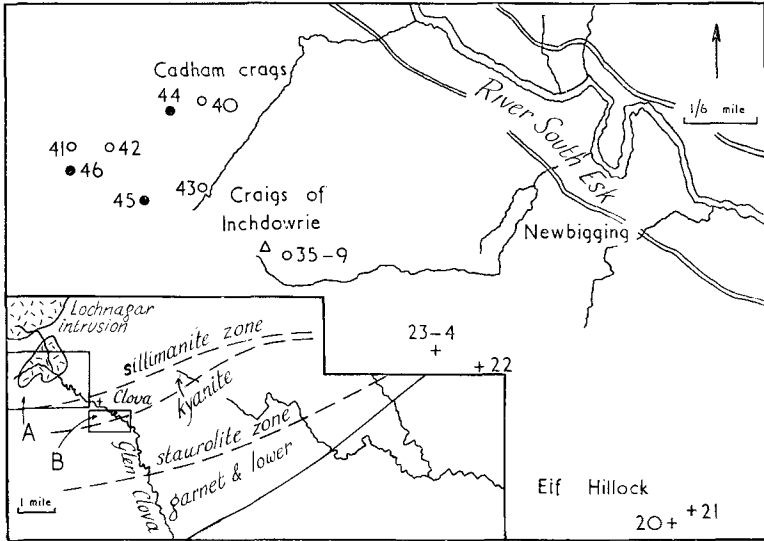 Cadham crags
44
40
41
42
46
45
43
1/6 mile
River South Esk
Craigs of
Inchdowrie
35-9
Newbigging
23-4
22
Lochnagar
intrusion
sillimanite zone
kyanite
Clova
A
B
staurolite zone
Glen Clova
garnet & lower
1 mile
Eif Hillock
20
21